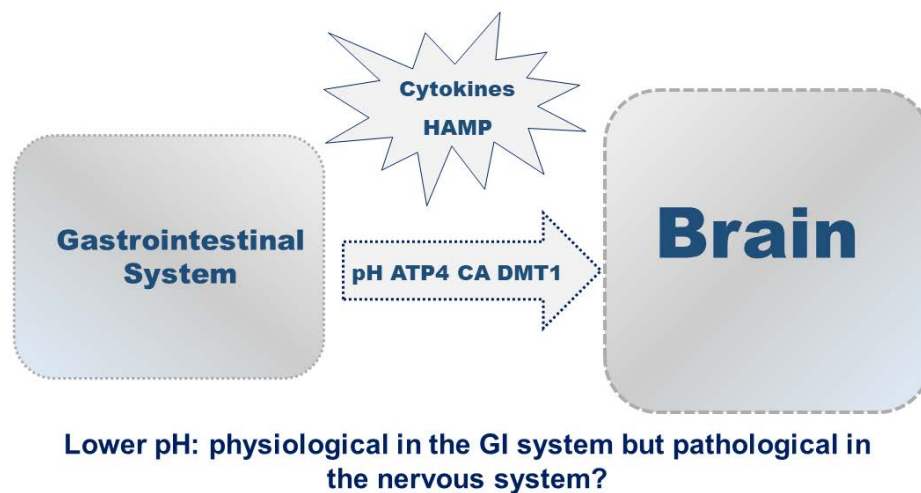 Cytokines
HAMP
Gastrointestinal
System
pH ATP4 CA DMT1
Brain
Lower pH: physiological in the GI system but pathological in
the nervous system?